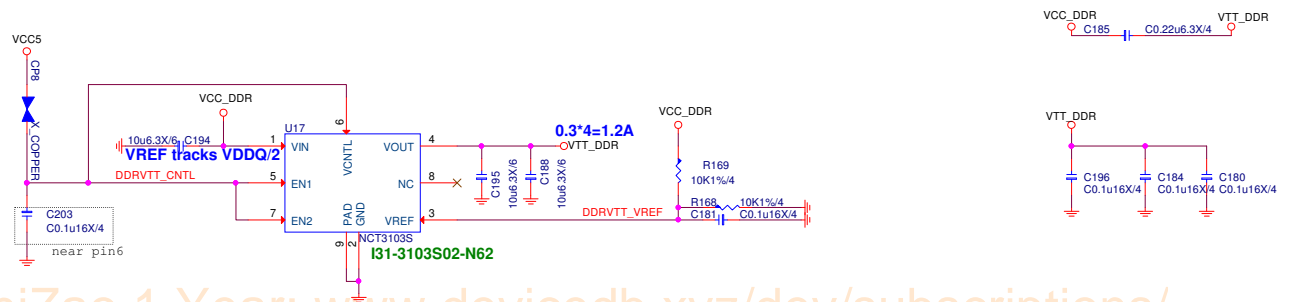 VCC_DDR
VTT_DDR
C185
C0.22u6.3X/4
VCC5
CP8
X_COPPER
VCC_DDR
10u6.3X/6
C194
VREF tracks VDDQ/2
DDRVTT_CNTL
C203
C0.1u16X/4
near pin6
U17
6
1
VIN
VCNTL
VOUT
4
5
EN1
NC
8
7
EN2
PAD
GND
VREF
3
9
2
NCT3103S
I31-3103S02-N62
0.3*4=1.2A
VTT_DDR
C195
10u6.3X/6
C188
10u6.3X/6
DDRVTT_VREF
VCC_DDR
R169
10K1%/4
R168
10K1%/4
C181
C0.1u16X/4
VTT_DDR
C196
C0.1u16X/4
C184
C0.1u16X/4
C180
C0.1u16X/4